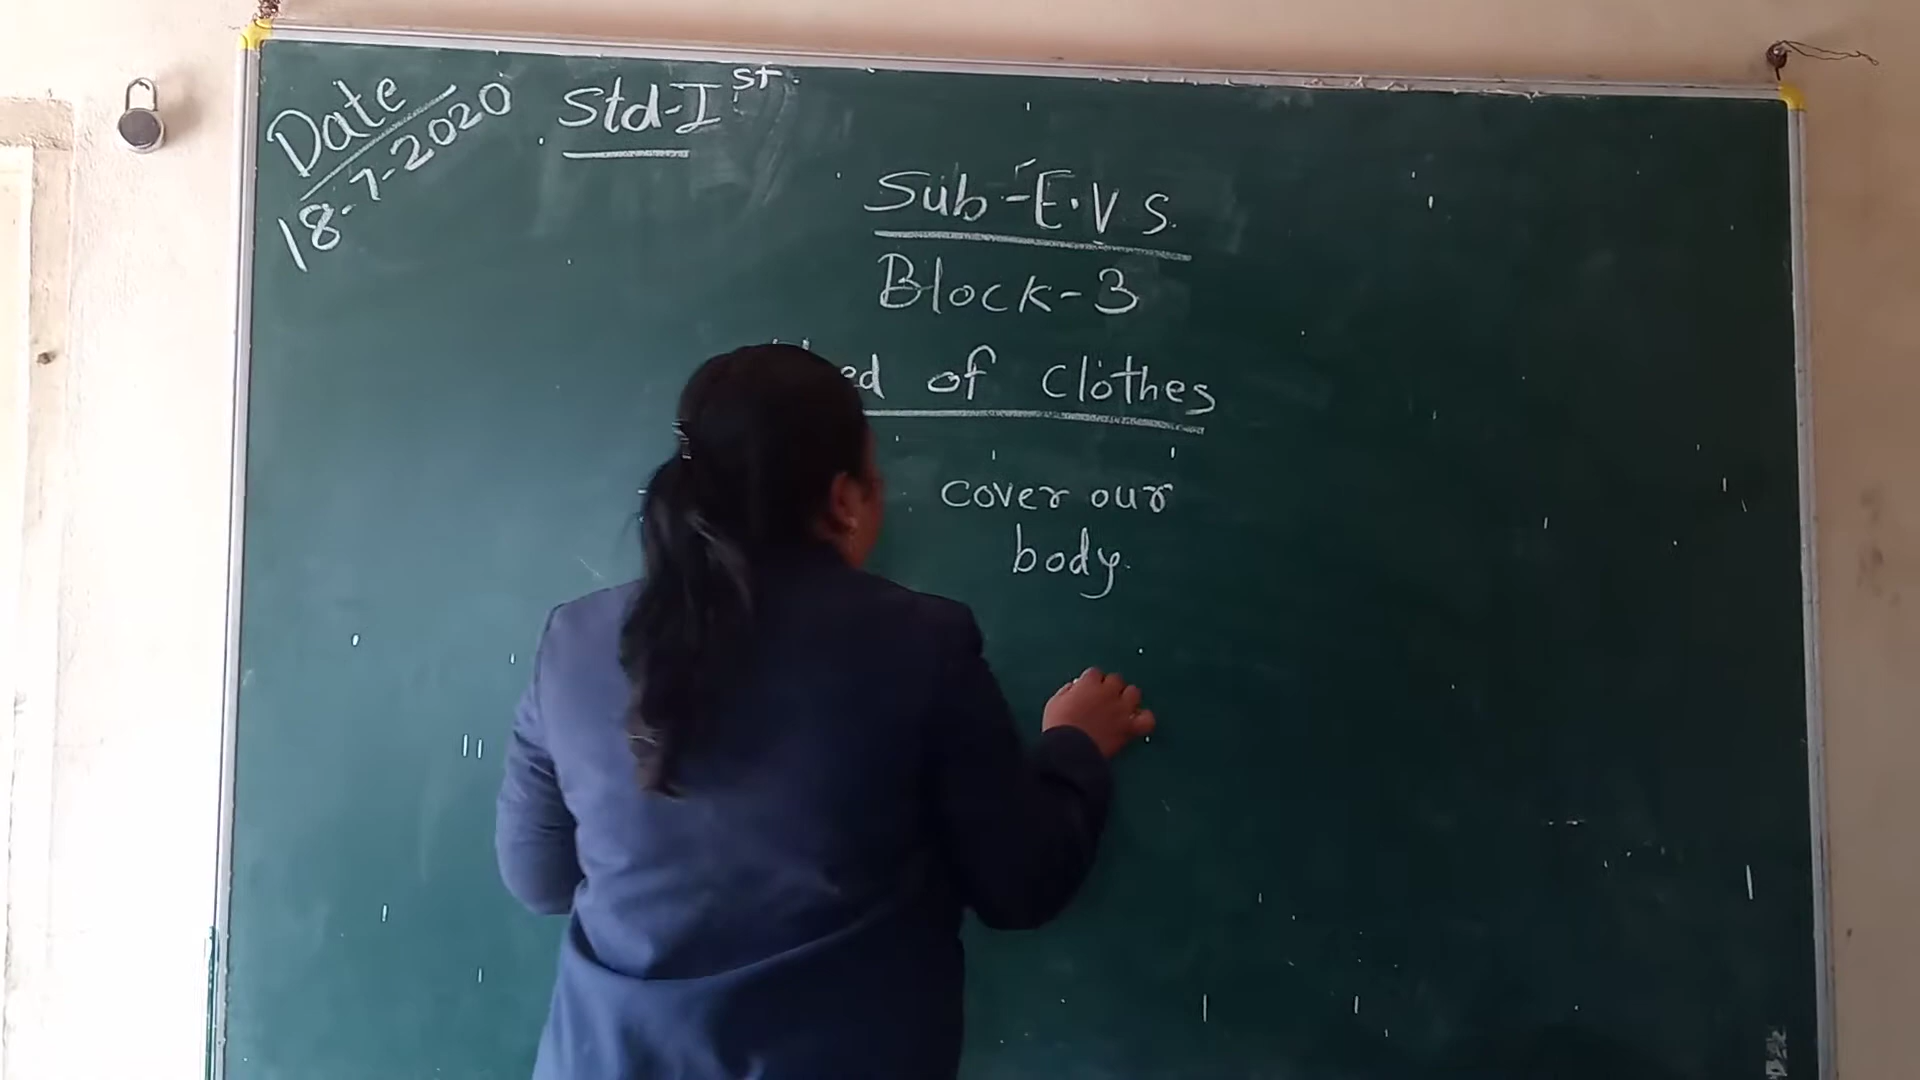 Date
18-7-2020
Std-I st
Sub-E.V S.
Block-3
of Clothes
cover our
body.